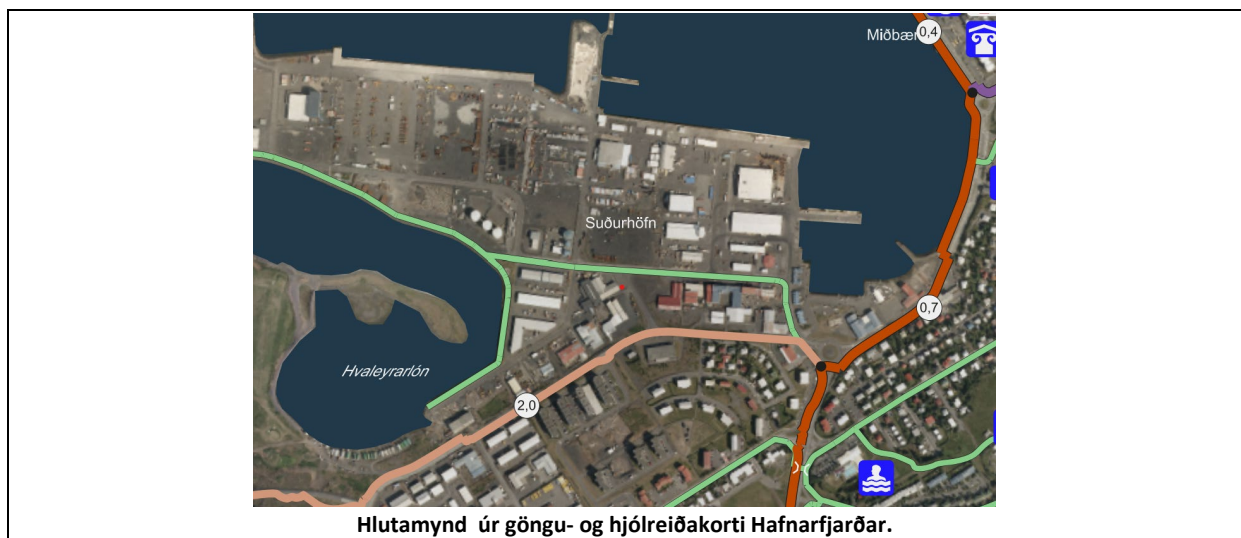 Miðbær
0,4
Suðurhöfn
0,7
Hvaleyrarlón
2,0
Hlutamynd úr göngu- og hjólreiðakorti Hafnarfjarðar.